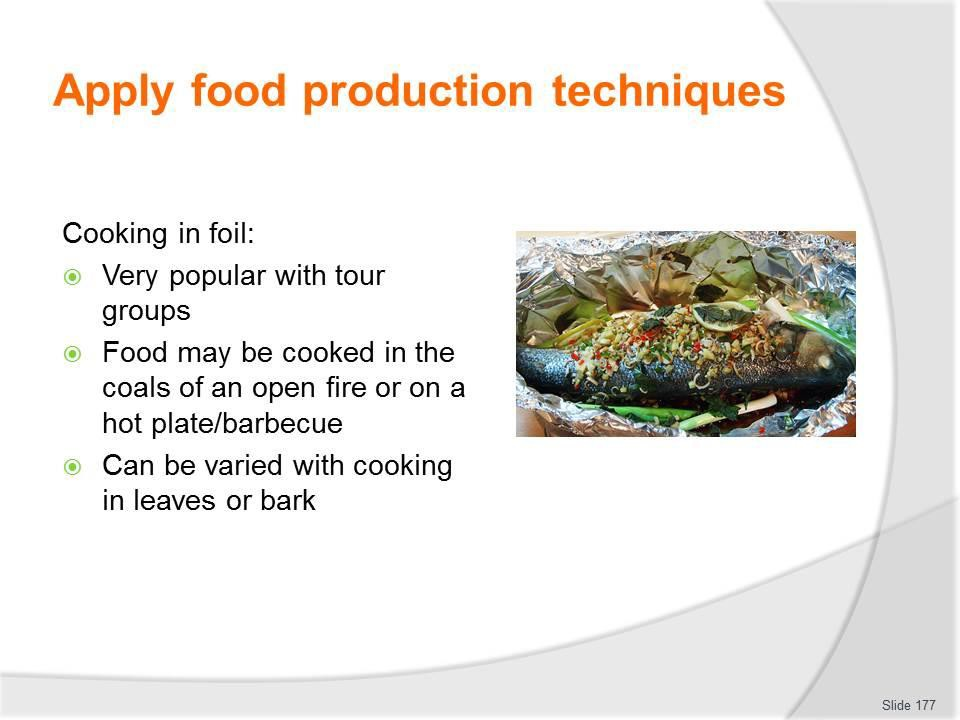 Apply food production techniques
Cooking in foil:
Very popular with tour
groups
Food may be cooked in the
coals of an open fire or on a
hot plate/barbecue
Can be varied with cooking
in leaves or bark
Slide 177